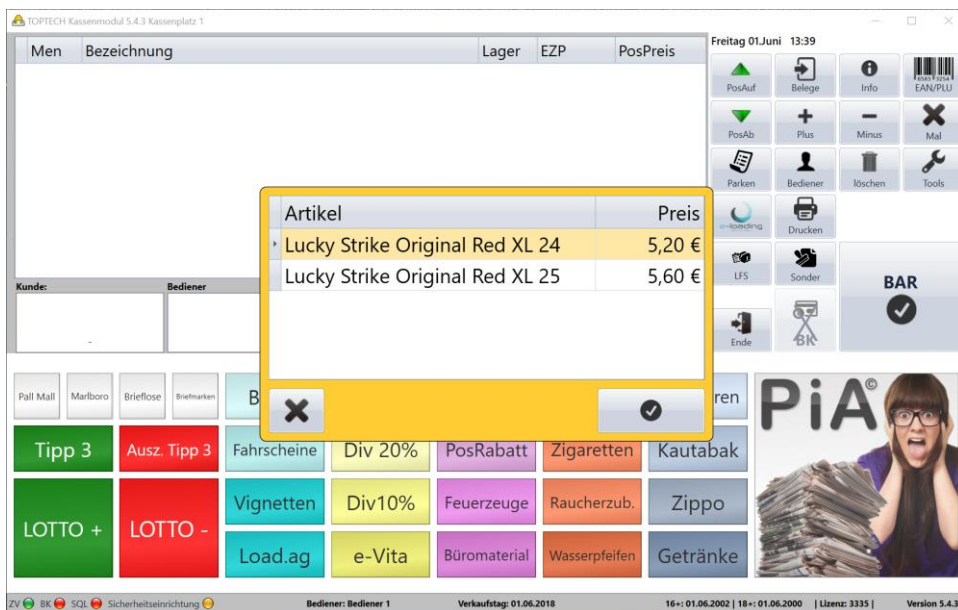 TOPTECH Kassenmodul 5.4.3 Kassenplatz 1
Men Bezeichnung Lager EZP PosPreis
Freitag 01.Juni 13:39
PosAuf Belege Info EAN/PLU
PosAb Plus Minus Mal
Parken Bediener löschen Tools
e-loading Drucken
LFS Sonder
BAR
Ende BK
Artikel Preis
Lucky Strike Original Red XL 24 5,20 €
Lucky Strike Original Red XL 25 5,60 €
Kunde: Bediener
-
Pall Mall Marlboro Brieflose Briefmarken B ren
PiA©
Tipp 3 Ausz. Tipp 3 Fahrscheine Div 20% PosRabatt Zigaretten Kautabak
LOTTO + LOTTO - Vignetten Div10% Feuerzeuge Raucherzub. Zippo
Load.ag e-Vita Büromaterial Wasserpfeifen Getränke
ZV BK SQL Sicherheitseinrichtung Bediener: Bediener 1 Verkaufstag: 01.06.2018 16+: 01.06.2002 | 18+: 01.06.2000 | Lizenz: 3335 | Version 5.4.3